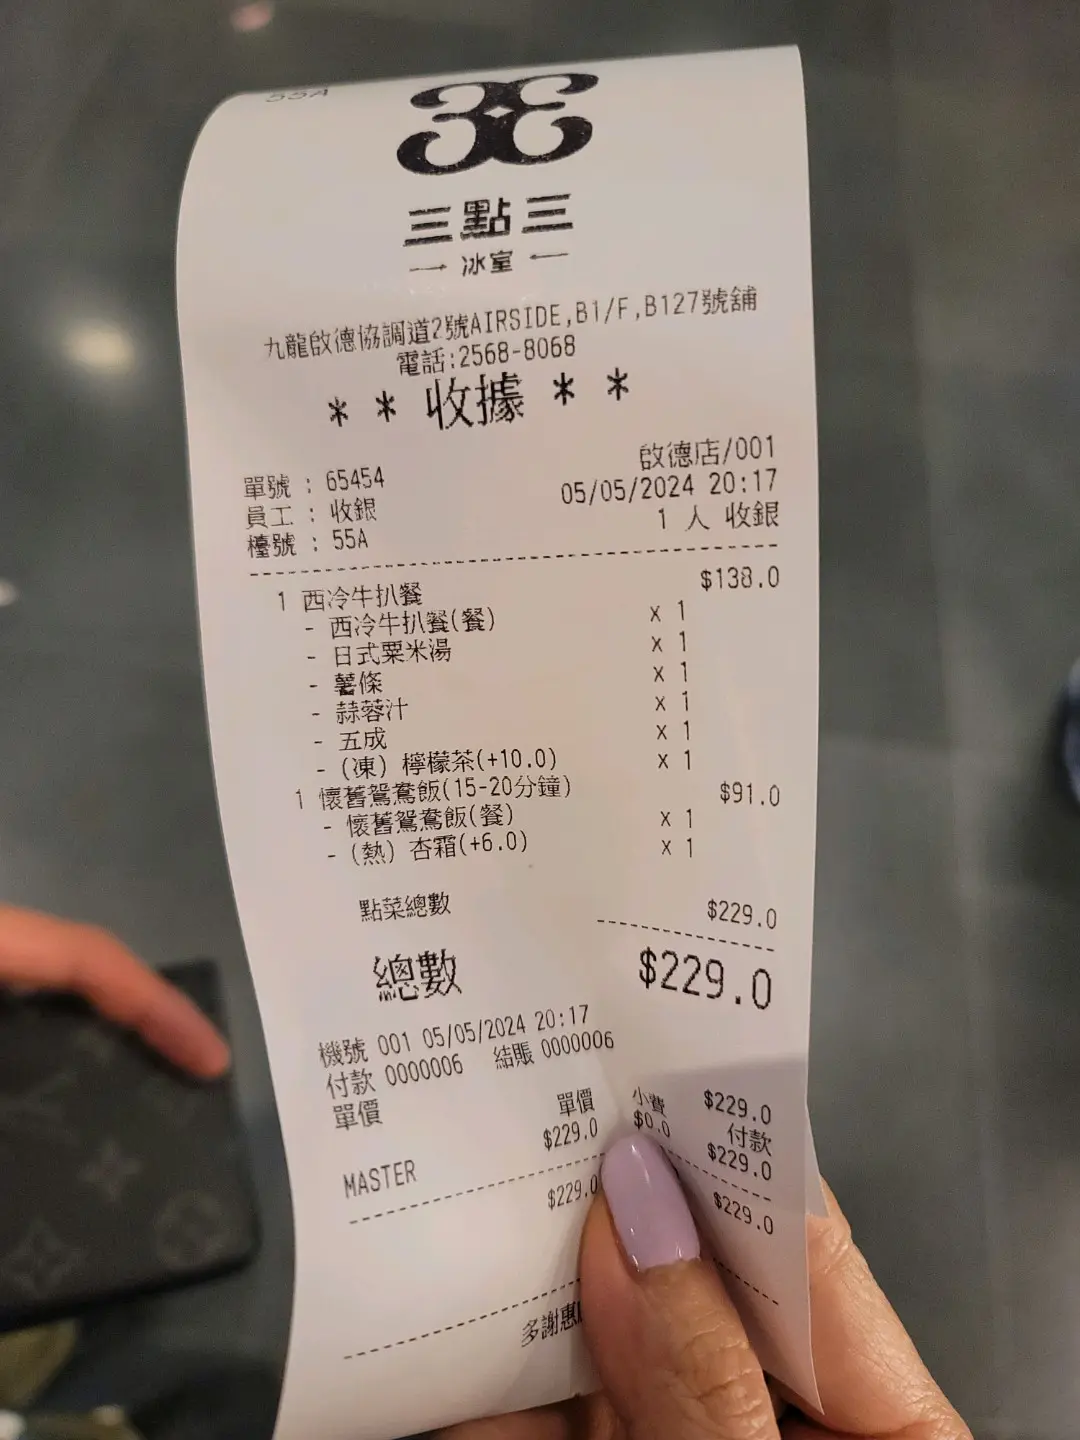 55A
三點三
冰室
九龍啟德協調道2號AIRSIDE,B1/F,B127號舖
電話:2568-8068
* * 收據 * *
啟德店/001
單號 : 65454
05/05/2024 20:17
員工 : 收銀
1 人 收銀
檯號 : 55A
1 西冷牛扒餐 $138.0
- 西冷牛扒餐(餐) x 1
- 日式粟米湯 x 1
- 薯條 x 1
- 蒜蓉汁 x 1
- 五成 x 1
- (凍) 檸檬茶(+10.0) x 1
1 懷舊鴛鴦飯(15-20分鐘) $91.0
- 懷舊鴛鴦飯(餐) x 1
- (熱) 杏霜(+6.0) x 1
點菜總數 $229.0
總數 $229.0
機號 001 05/05/2024 20:17
付款 0000006 結賬 0000006
單價 $229.0
單價 小費 付款
MASTER $229.0 $0.0 $229.0
$229.0 $229.0
多謝惠